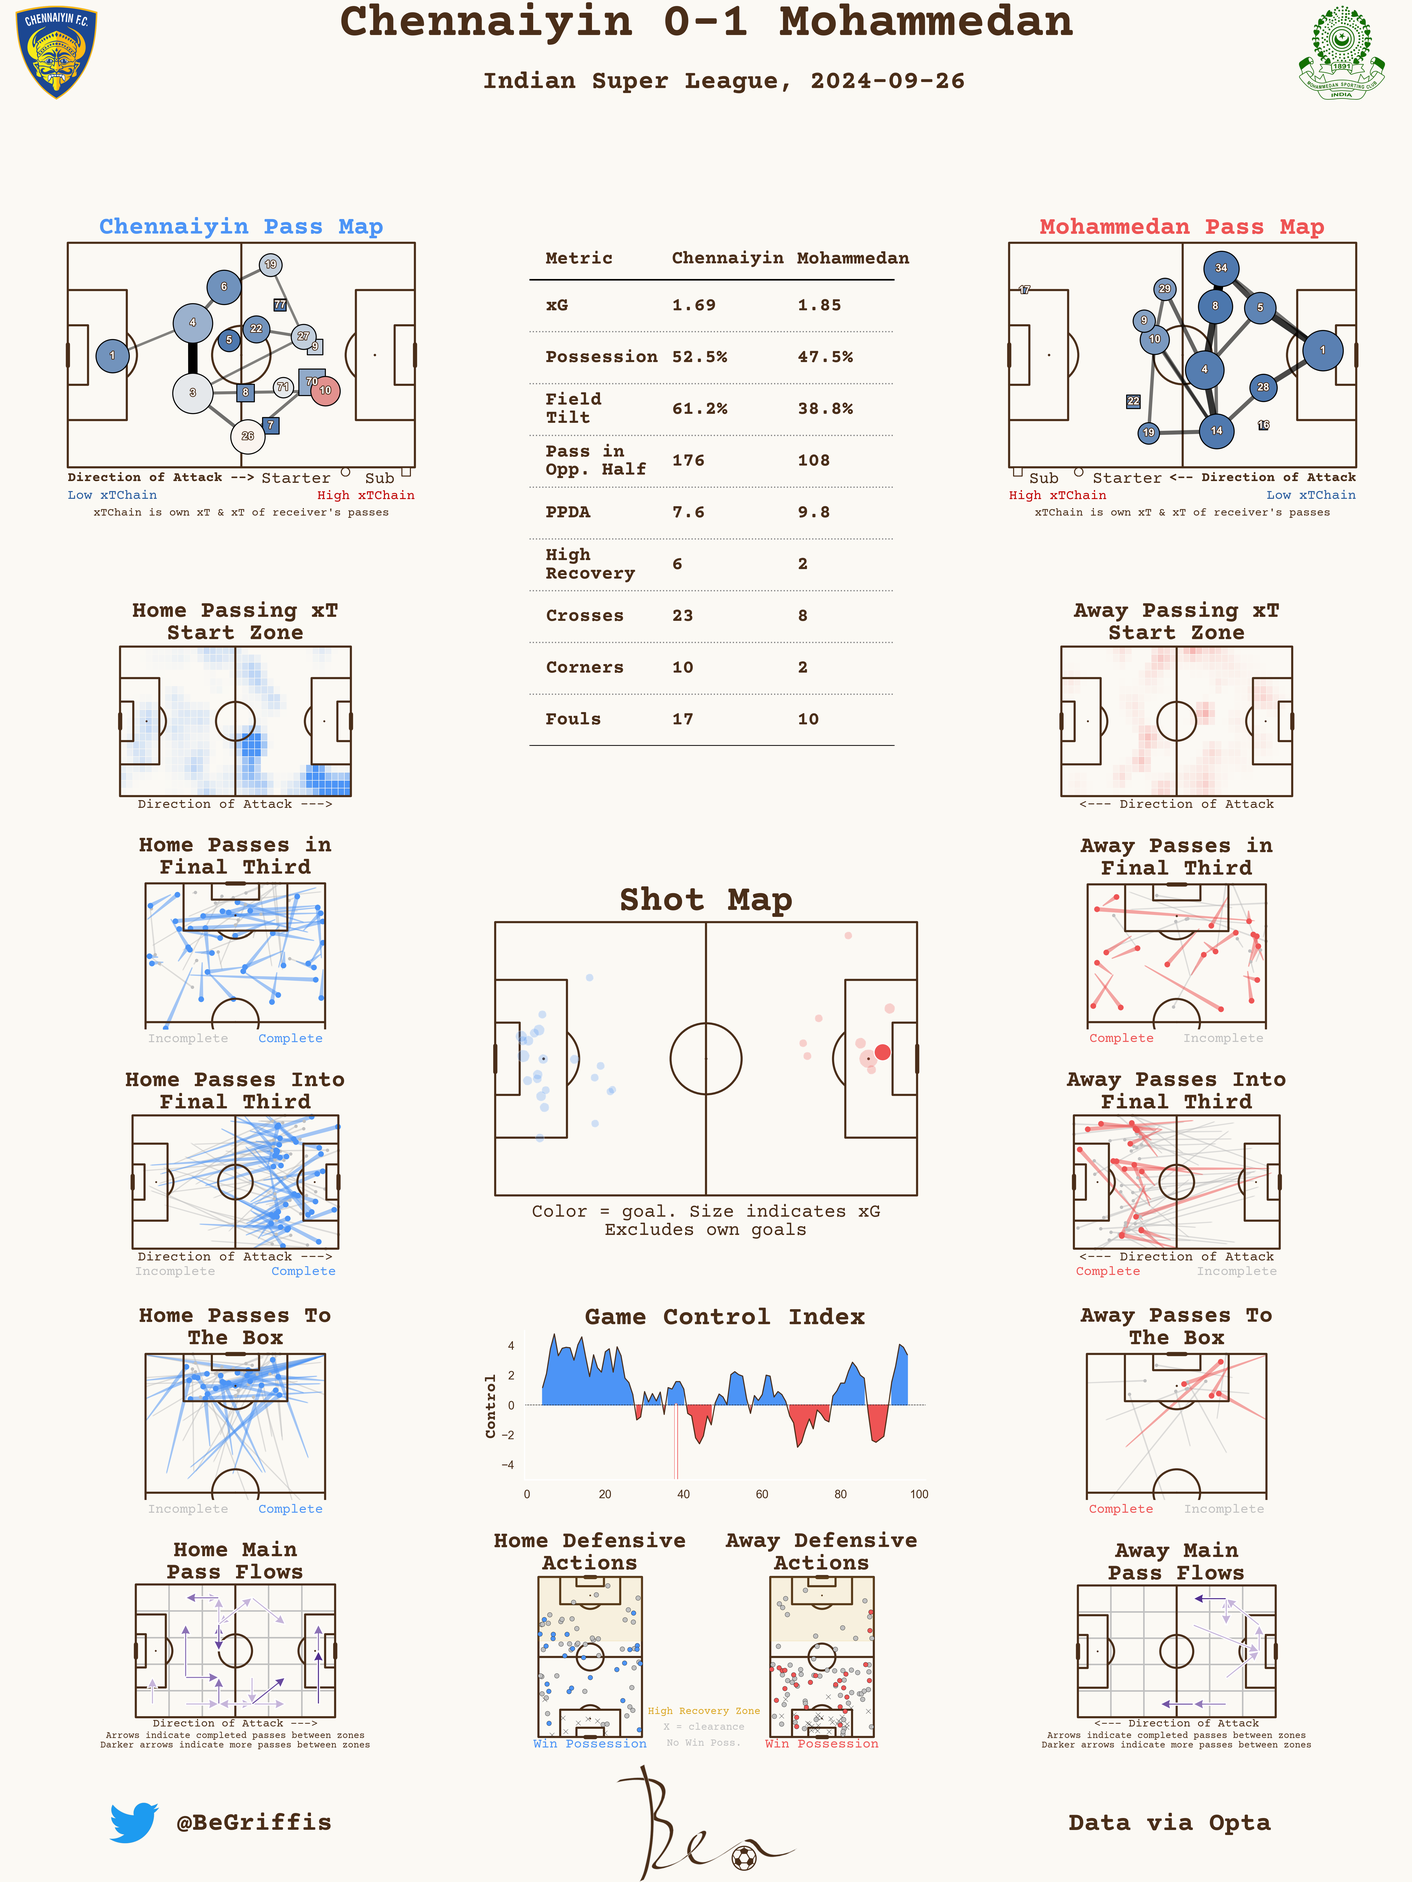 CHENNAIYIN F.C.
Chennaiyin 0-1 Mohammedan
Indian Super League, 2024-09-26
1891
MOHAMMEDAN SPORTING CLUB
INDIA
Chennaiyin Pass Map
19
6
77
4
22
27
5
9
1
70
3
8
71
10
7
26
Direction of Attack --> Starter Sub
Low xTChain High xTChain
xTChain is own xT & xT of receiver's passes
Metric Chennaiyin Mohammedan
xG 1.69 1.85
Possession 52.5% 47.5%
Field Tilt 61.2% 38.8%
Pass in Opp. Half 176 108
PPDA 7.6 9.8
High Recovery 6 2
Crosses 23 8
Corners 10 2
Fouls 17 10
Mohammedan Pass Map
34
17
29
8
5
9
10
1
4
28
22
16
19
14
Sub Starter <-- Direction of Attack
High xTChain Low xTChain
xTChain is own xT & xT of receiver's passes
Home Passing xT
Start Zone
Direction of Attack --->
Away Passing xT
Start Zone
<--- Direction of Attack
Home Passes in
Final Third
Incomplete Complete
Shot Map
Color = goal. Size indicates xG
Excludes own goals
Away Passes in
Final Third
Complete Incomplete
Home Passes Into
Final Third
Direction of Attack --->
Incomplete Complete
Away Passes Into
Final Third
<--- Direction of Attack
Complete Incomplete
Home Passes To
The Box
Incomplete Complete
Game Control Index
Control
4
2
0
−2
−4
0 20 40 60 80 100
Away Passes To
The Box
Complete Incomplete
Home Main
Pass Flows
Direction of Attack --->
Arrows indicate completed passes between zones
Darker arrows indicate more passes between zones
Home Defensive
Actions
Win Possession
High Recovery Zone
X = clearance
No Win Poss.
Away Defensive
Actions
Win Possession
Away Main
Pass Flows
<--- Direction of Attack
Arrows indicate completed passes between zones
Darker arrows indicate more passes between zones
@BeGriffis
Ben
Data via Opta